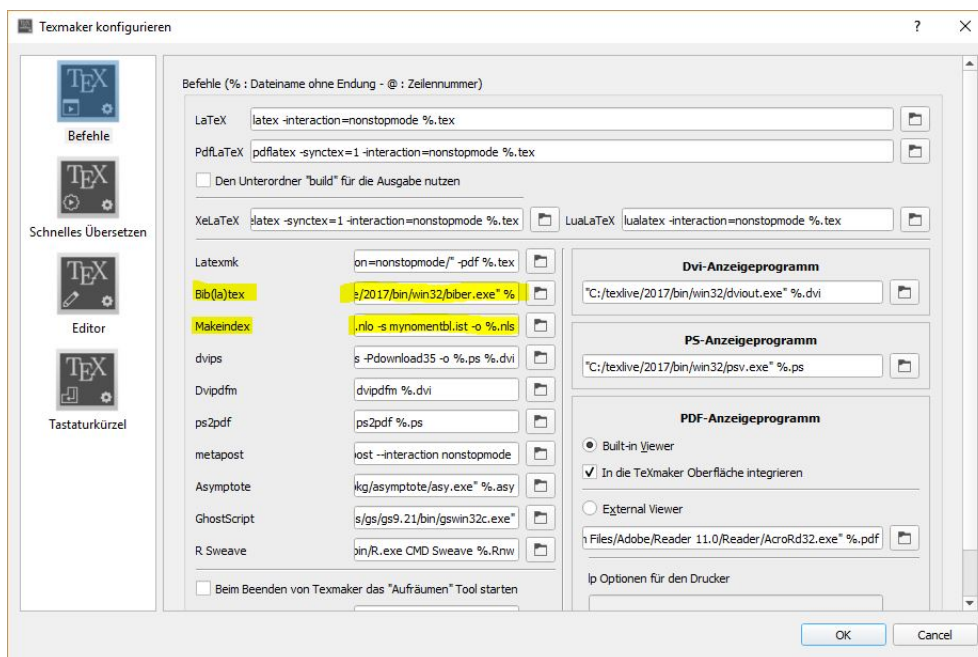 Texmaker konfigurieren
Befehle
Schnelles Übersetzen
Editor
Tastaturkürzel
Befehle (% : Dateiname ohne Endung - @ : Zeilennummer)
LaTeX latex -interaction=nonstopmode %.tex
PdfLaTeX pdflatex -synctex=1 -interaction=nonstopmode %.tex
Den Unterordner "build" für die Ausgabe nutzen
XeLaTeX elatex -synctex=1 -interaction=nonstopmode %.tex LuaLaTeX lualatex -interaction=nonstopmode %.tex
Latexmk on=nonstopmode/" -pdf %.tex
Bib(la)tex e/2017/bin/win32/biber.exe" %
Makeindex .nlo -s mynomentbl.ist -o %.nls
dvips s -Pdownload35 -o %.ps %.dvi
Dvipdfm dvipdfm %.dvi
ps2pdf ps2pdf %.ps
metapost post --interaction nonstopmode
Asymptote pkg/asymptote/asy.exe" %.asy
GhostScript s/gs/gs9.21/bin/gswin32c.exe"
R Sweave bin/R.exe CMD Sweave %.Rnw
Beim Beenden von Texmaker das "Aufräumen" Tool starten
Dvi-Anzeigeprogramm
"C:/texlive/2017/bin/win32/dviout.exe" %.dvi
PS-Anzeigeprogramm
"C:/texlive/2017/bin/win32/psv.exe" %.ps
PDF-Anzeigeprogramm
Built-in Viewer
In die TeXmaker Oberfläche integrieren
External Viewer
n Files/Adobe/Reader 11.0/Reader/AcroRd32.exe" %.pdf
lp Optionen für den Drucker
OK Cancel